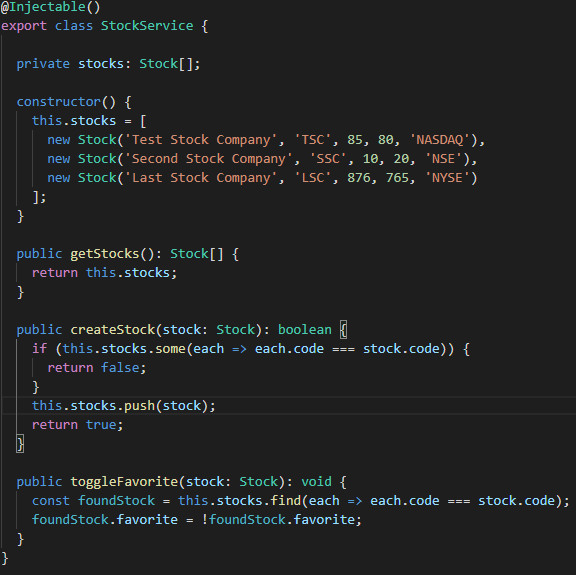 @Injectable()
export class StockService {
private stocks: Stock[];
constructor() {
this.stocks = [
new Stock('Test Stock Company', 'TSC', 85, 80, 'NASDAQ'),
new Stock('Second Stock Company', 'SSC', 10, 20, 'NSE'),
new Stock('Last Stock Company', 'LSC', 876, 765, 'NYSE')
];
}
public getStocks(): Stock[] {
return this.stocks;
}
public createStock(stock: Stock): boolean {
if (this.stocks.some(each => each.code === stock.code)) {
return false;
}
this.stocks.push(stock);
return true;
}
public toggleFavorite(stock: Stock): void {
const foundStock = this.stocks.find(each => each.code === stock.code);
foundStock.favorite = !foundStock.favorite;
}
}